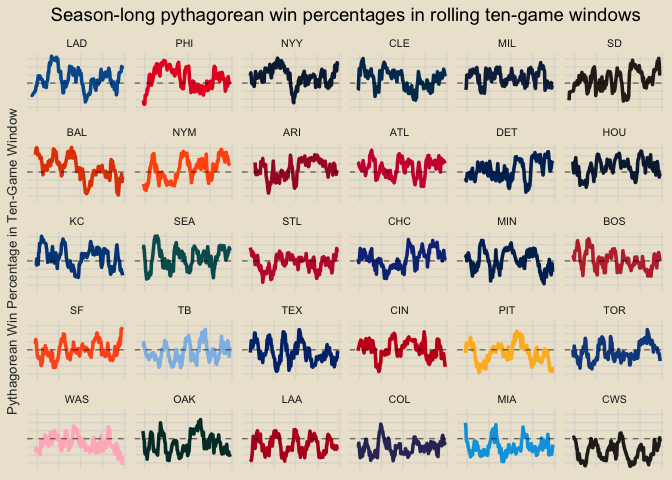 Season-long pythagorean win percentages in rolling ten-game windows
Pythagorean Win Percentage in Ten-Game Window
LAD PHI NYY CLE MIL SD
BAL NYM ARI ATL DET HOU
KC SEA STL CHC MIN BOS
SF TB TEX CIN PIT TOR
WAS OAK LAA COL MIA CWS